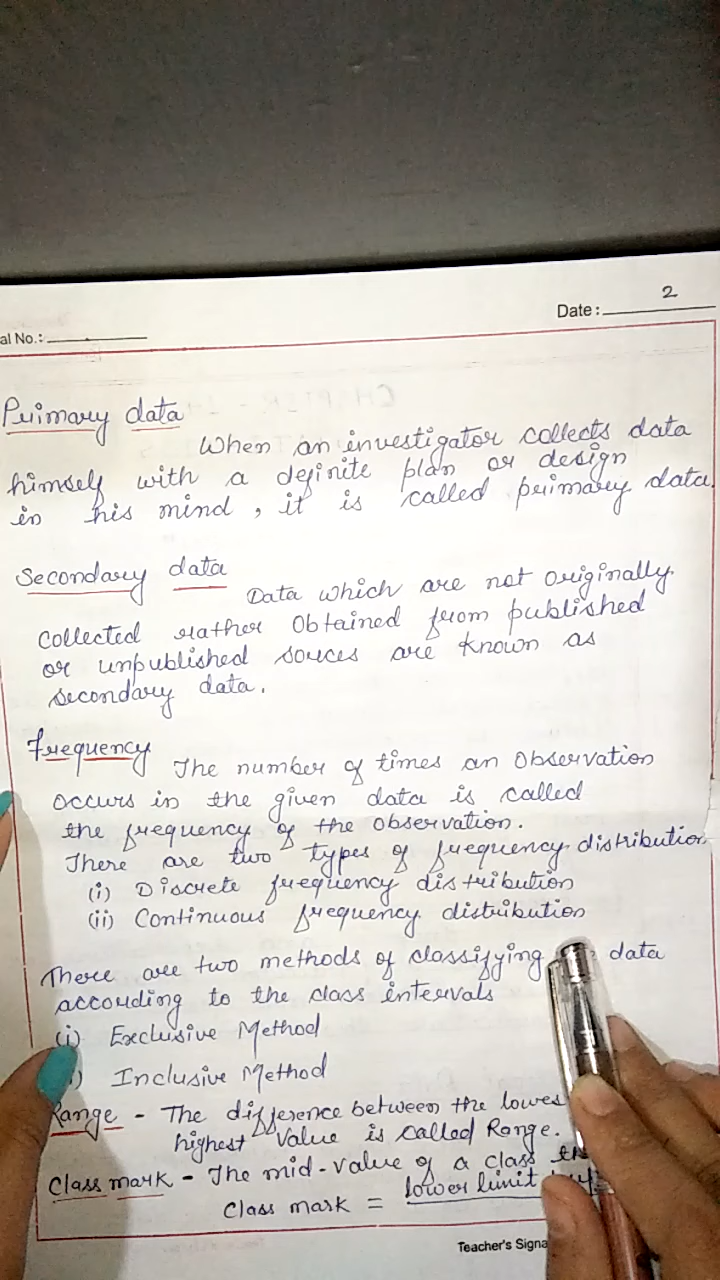 2
Date :
al No.:
Primary data
When an investigator collects data
himself with a definite plan or design
in his mind, it is called primary data
Secondary data
Data which are not originally
collected rather obtained from published
or unpublished souces are known as
secondary data.
Frequency
The number of times an observation
occurs in the given data is called
the frequency of the observation.
There are two types of frequency distribution
(i) Discrete frequency distribution
(ii) Continuous frequency distribution
There are two methods of classifying data
according to the class intervals
(i) Exclusive Method
Inclusive Method
Range - The difference between the lowes
highest value is called Range.
Class mark - The mid-value of a class
Class mark = lower limit
Teacher's Signa